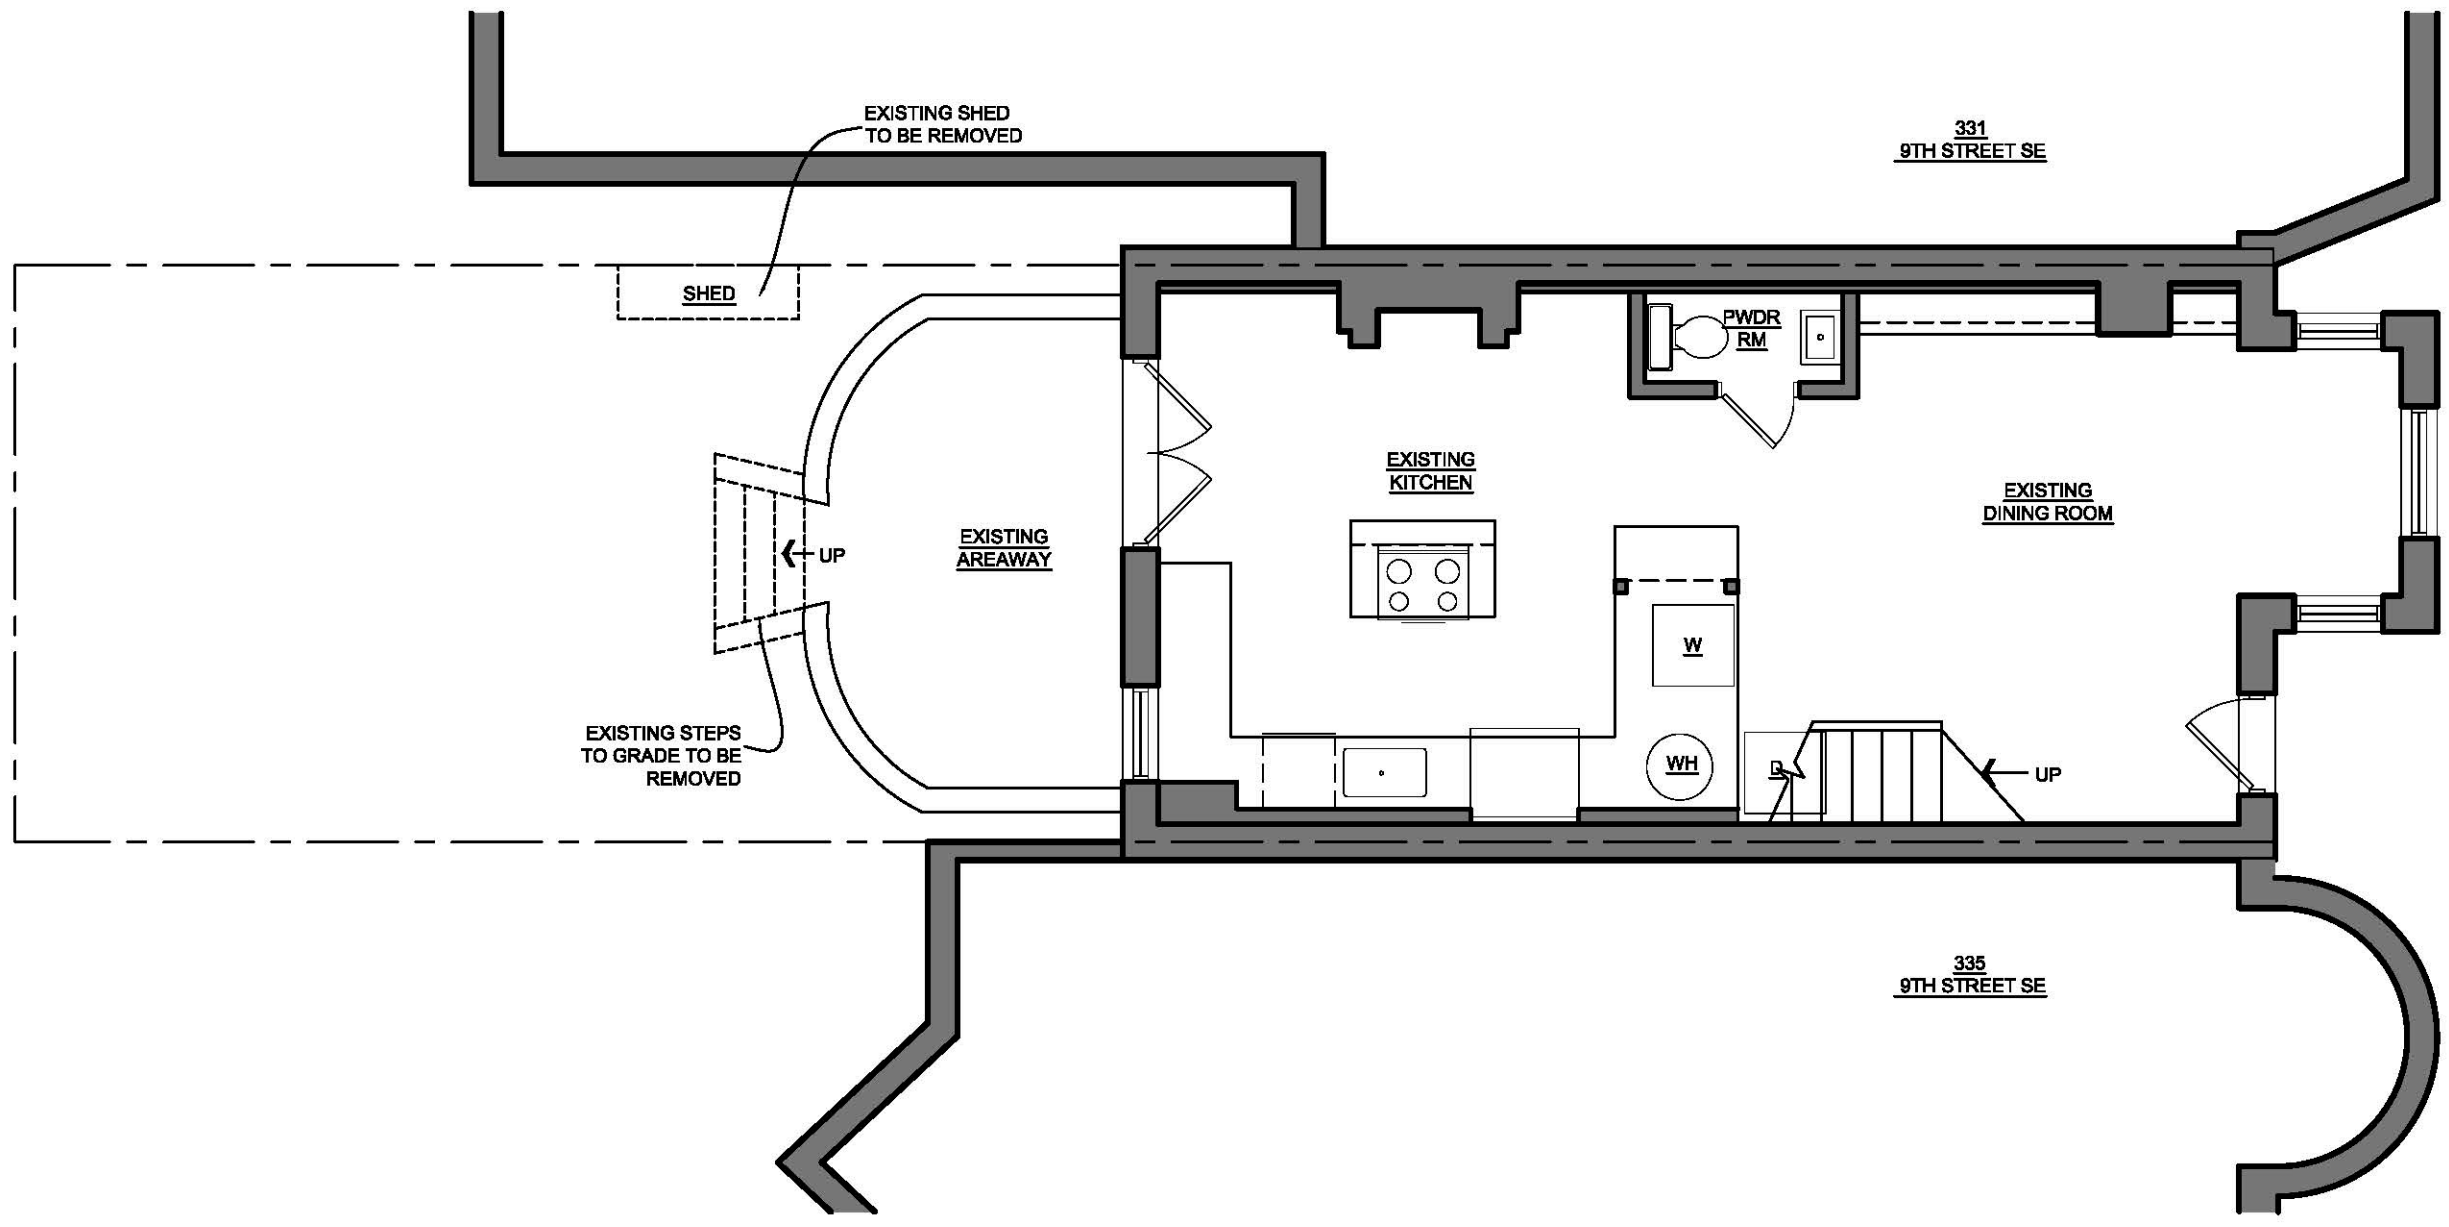 EXISTING SHED
TO BE REMOVED
331
9TH STREET SE
SHED
PWDR
RM
EXISTING
KITCHEN
EXISTING
DINING ROOM
EXISTING
AREAWAY
UP
W
EXISTING STEPS
TO GRADE TO BE
REMOVED
WH
D
UP
335
9TH STREET SE